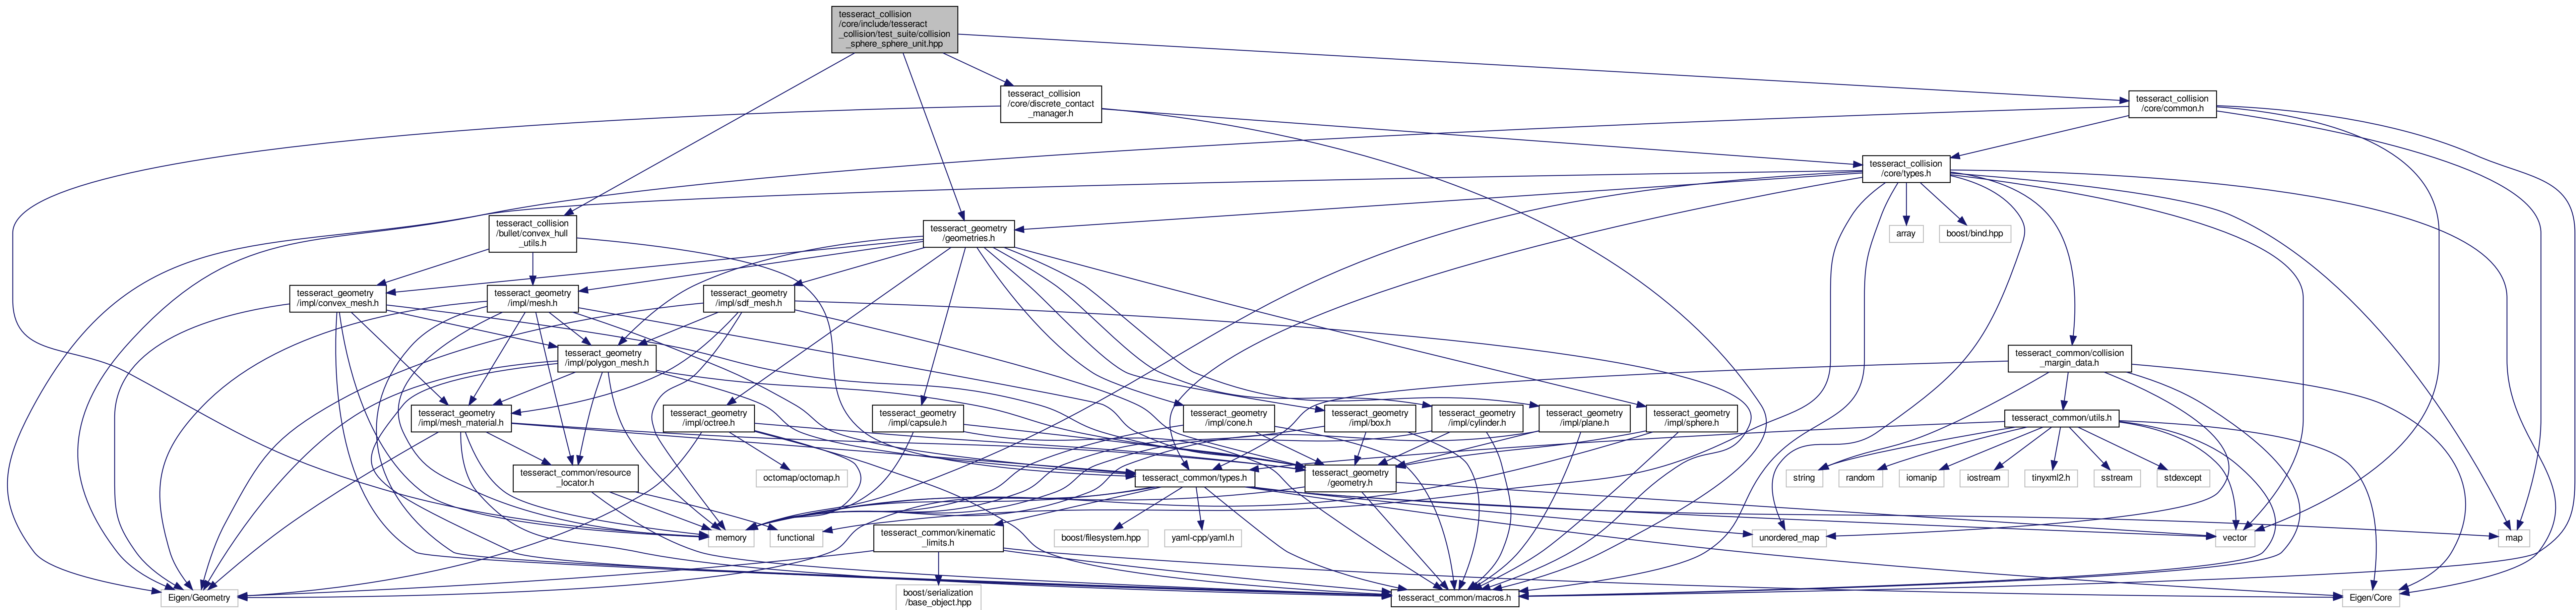 tesseract_collision
/core/include/tesseract
_collision/test_suite/collision
_sphere_sphere_unit.hpp
tesseract_collision
/core/discrete_contact
_manager.h
tesseract_collision
/core/common.h
tesseract_collision
/core/types.h
tesseract_collision
/bullet/convex_hull
_utils.h
tesseract_geometry
/geometries.h
array
boost/bind.hpp
tesseract_geometry
/impl/convex_mesh.h
tesseract_geometry
/impl/mesh.h
tesseract_geometry
/impl/sdf_mesh.h
tesseract_geometry
/impl/polygon_mesh.h
tesseract_common/collision
_margin_data.h
tesseract_geometry
/impl/mesh_material.h
tesseract_geometry
/impl/octree.h
tesseract_geometry
/impl/capsule.h
tesseract_geometry
/impl/cone.h
tesseract_geometry
/impl/box.h
tesseract_geometry
/impl/cylinder.h
tesseract_geometry
/impl/plane.h
tesseract_geometry
/impl/sphere.h
tesseract_common/utils.h
tesseract_common/resource
_locator.h
octomap/octomap.h
tesseract_common/types.h
tesseract_geometry
/geometry.h
string
random
iomanip
iostream
tinyxml2.h
sstream
stdexcept
memory
functional
tesseract_common/kinematic
_limits.h
boost/filesystem.hpp
yaml-cpp/yaml.h
unordered_map
vector
map
Eigen/Geometry
boost/serialization
/base_object.hpp
tesseract_common/macros.h
Eigen/Core